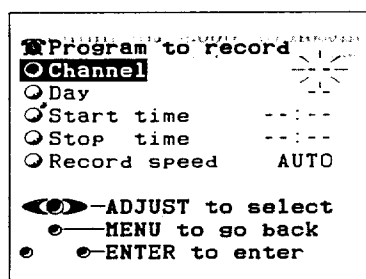 Program to record
Channel --
Day --
Start time --:--
Stop time --:--
Record speed AUTO
ADJUST to select
MENU to go back
ENTER to enter